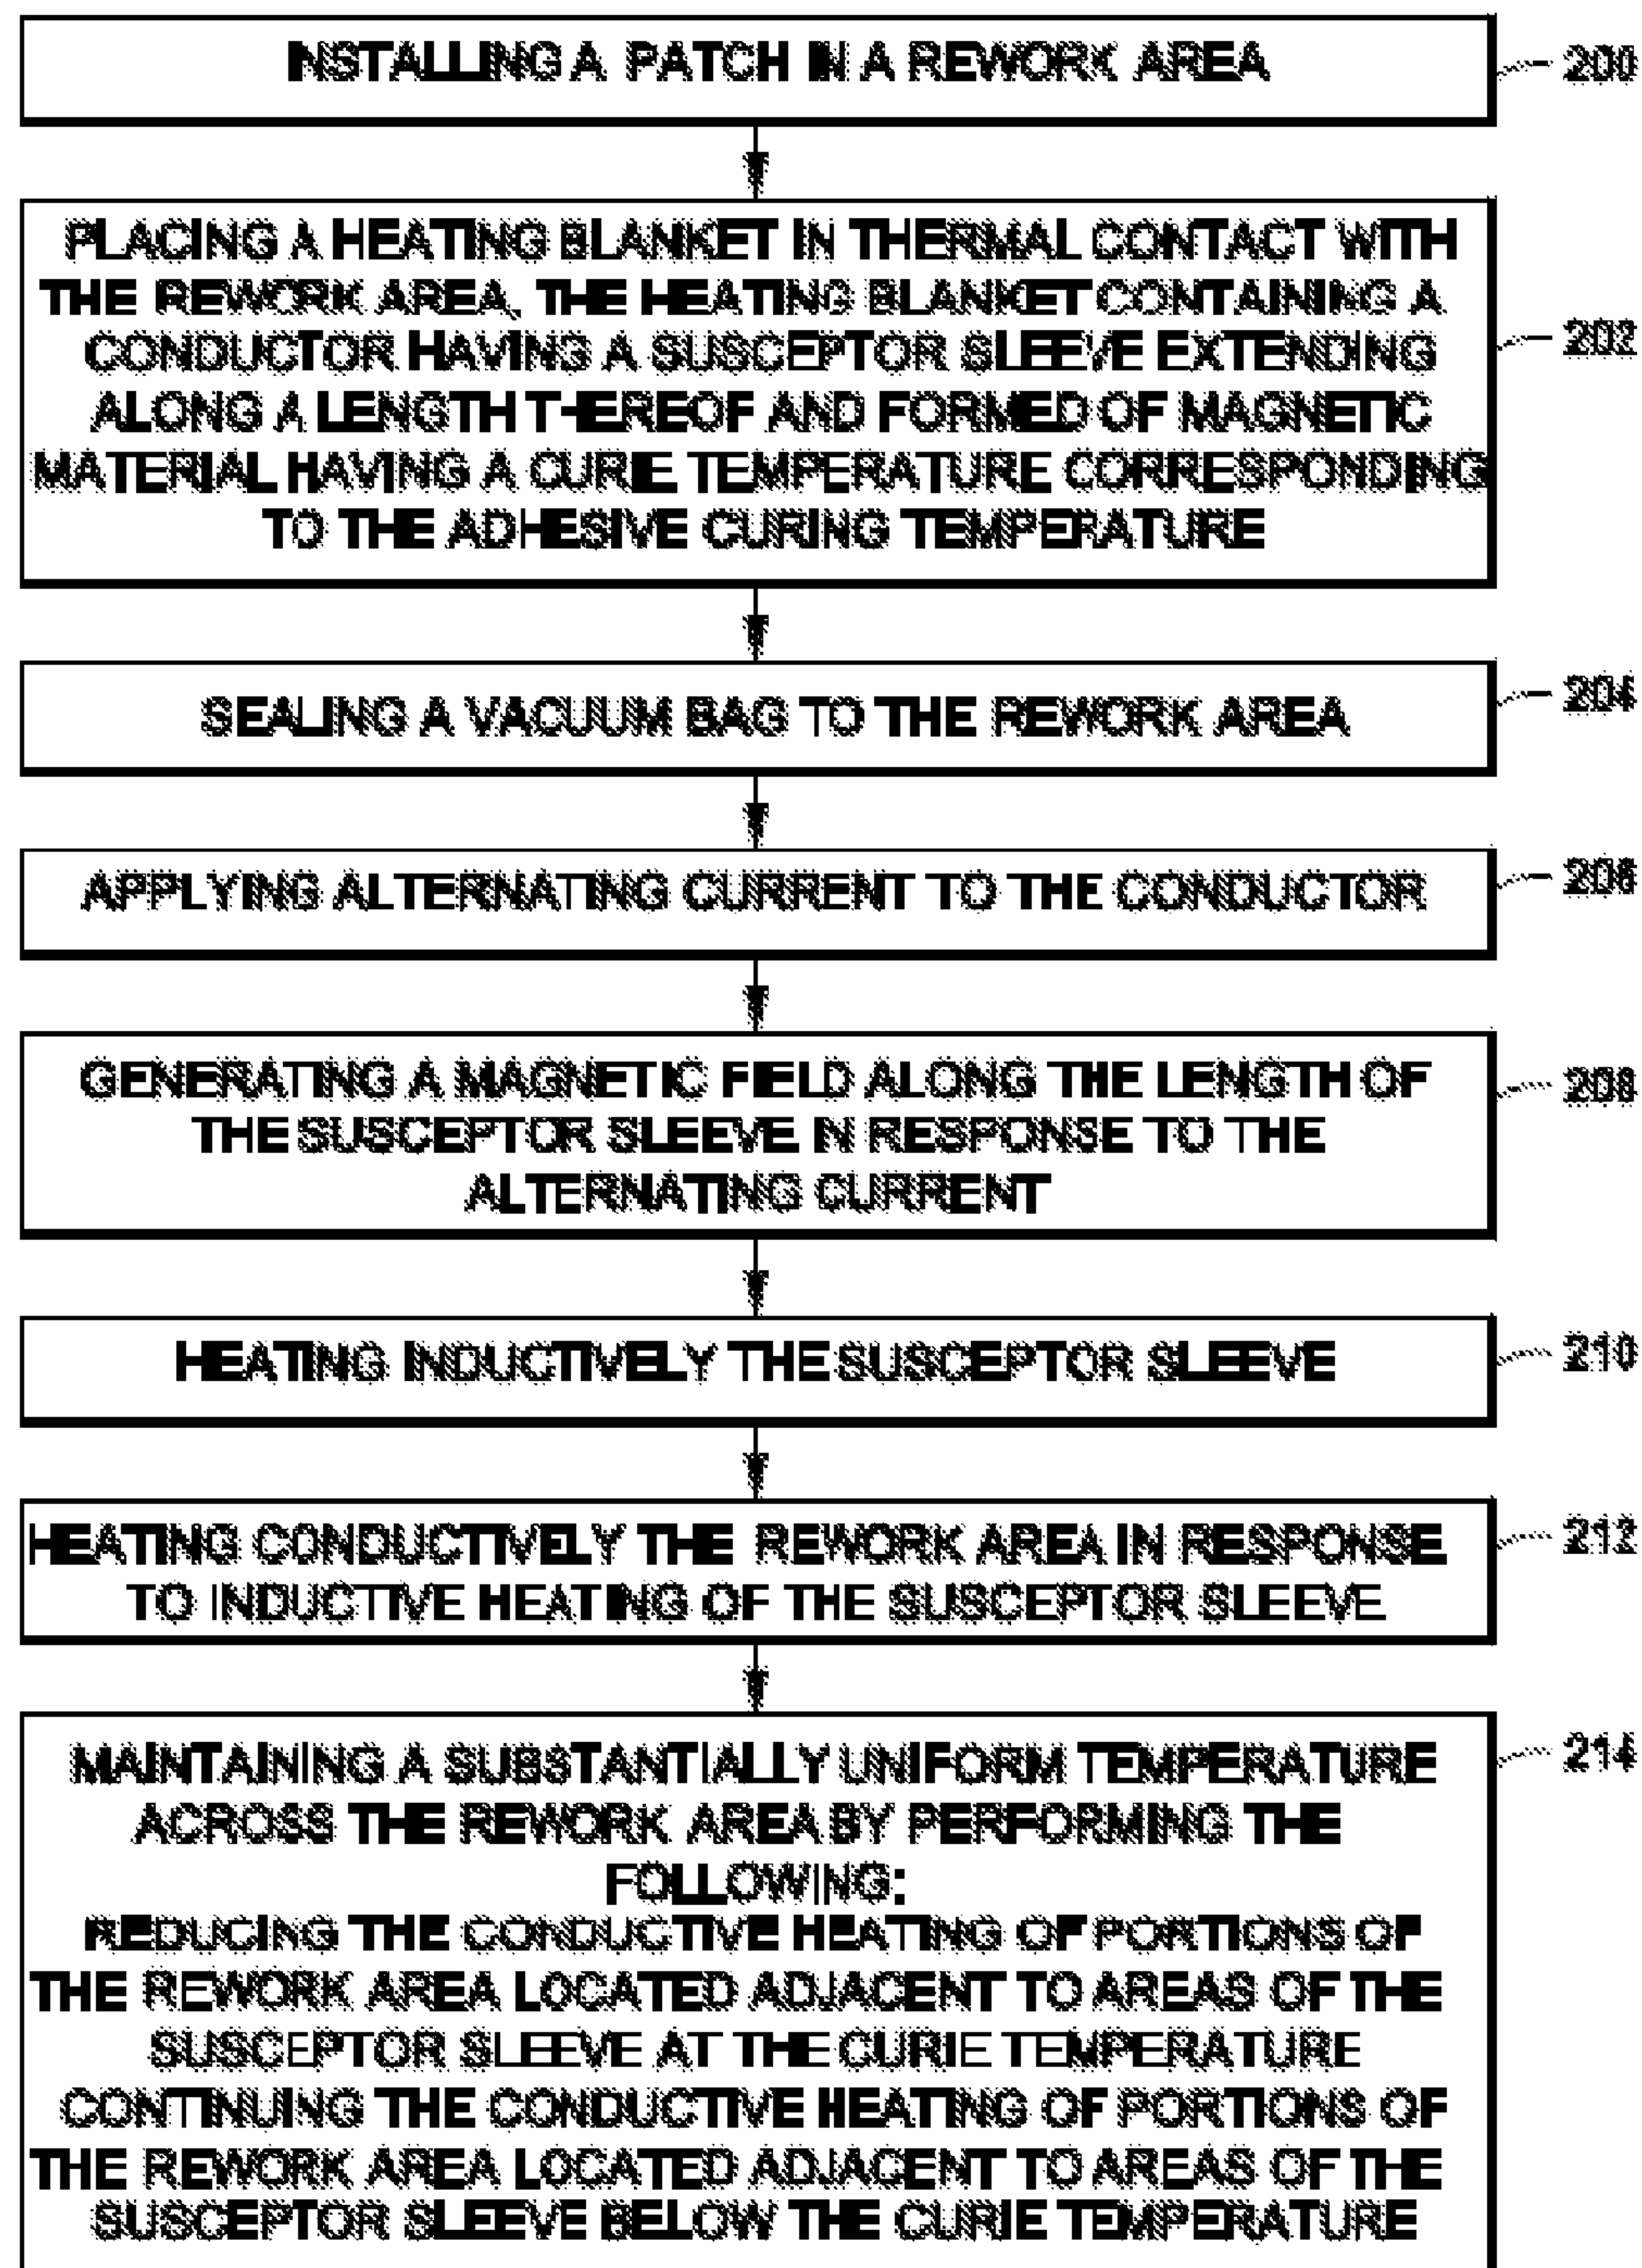 INSTALLING A PATCH IN A REWORK AREA
200
PLACING A HEATING BLANKET IN THERMAL CONTACT WITH
THE REWORK AREA, THE HEATING BLANKET CONTAINING A
CONDUCTOR HAVING A SUSCEPTOR SLEEVE EXTENDING
ALONG A LENGTH THEREOF AND FORMED OF MAGNETIC
MATERIAL HAVING A CURIE TEMPERATURE CORRESPONDING
TO THE ADHESIVE CURING TEMPERATURE
202
SEALING A VACUUM BAG TO THE REWORK AREA
204
APPLYING ALTERNATING CURRENT TO THE CONDUCTOR
206
GENERATING A MAGNETIC FIELD ALONG THE LENGTH OF
THE SUSCEPTOR SLEEVE IN RESPONSE TO THE
ALTERNATING CURRENT
208
HEATING INDUCTIVELY THE SUSCEPTOR SLEEVE
210
HEATING CONDUCTIVELY THE REWORK AREA IN RESPONSE
TO INDUCTIVE HEATING OF THE SUSCEPTOR SLEEVE
212
MAINTAINING A SUBSTANTIALLY UNIFORM TEMPERATURE
ACROSS THE REWORK AREA BY PERFORMING THE
FOLLOWING:
REDUCING THE CONDUCTIVE HEATING OF PORTIONS OF
THE REWORK AREA LOCATED ADJACENT TO AREAS OF THE
SUSCEPTOR SLEEVE AT THE CURIE TEMPERATURE
CONTINUING THE CONDUCTIVE HEATING OF PORTIONS OF
THE REWORK AREA LOCATED ADJACENT TO AREAS OF THE
SUSCEPTOR SLEEVE BELOW THE CURIE TEMPERATURE
214